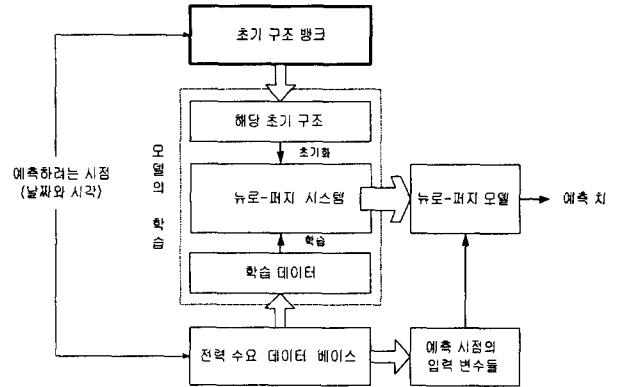 초기 구조 뱅크
해당 초기 구조
초기화
모델의 학습
예측하려는 시점
(날짜와 시각)
뉴로-퍼지 시스템
뉴로-퍼지 모델
예측 치
학습
학습 데이터
전력 수요 데이터 베이스
예측 시점의
입력 변수들